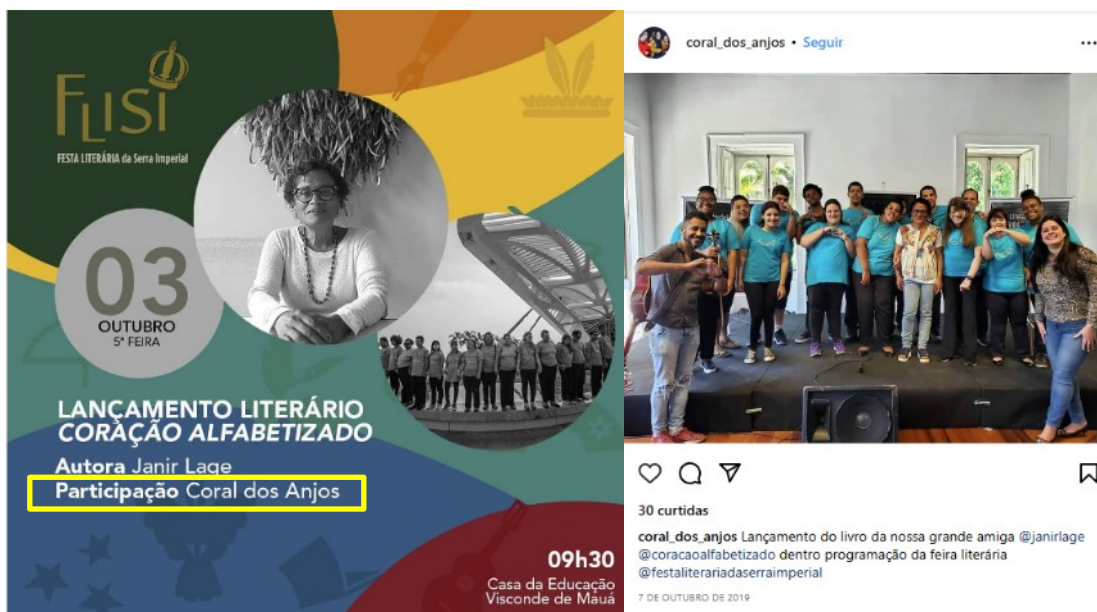 FLISI
FESTA LITERÁRIA da Serra Imperial
03
OUTUBRO
5ª FEIRA
LANÇAMENTO LITERÁRIO
CORAÇÃO ALFABETIZADO
Autora Janir Lage
Participação Coral dos Anjos
09h30
Casa da Educação
Visconde de Mauá
coral_dos_anjos • Seguir
30 curtidas
coral_dos_anjos Lançamento do livro da nossa grande amiga @janirlage
@coracaoalfabetizado dentro programação da feira literária
@festaliterariadaserraimperial
7 DE OUTUBRO DE 2019